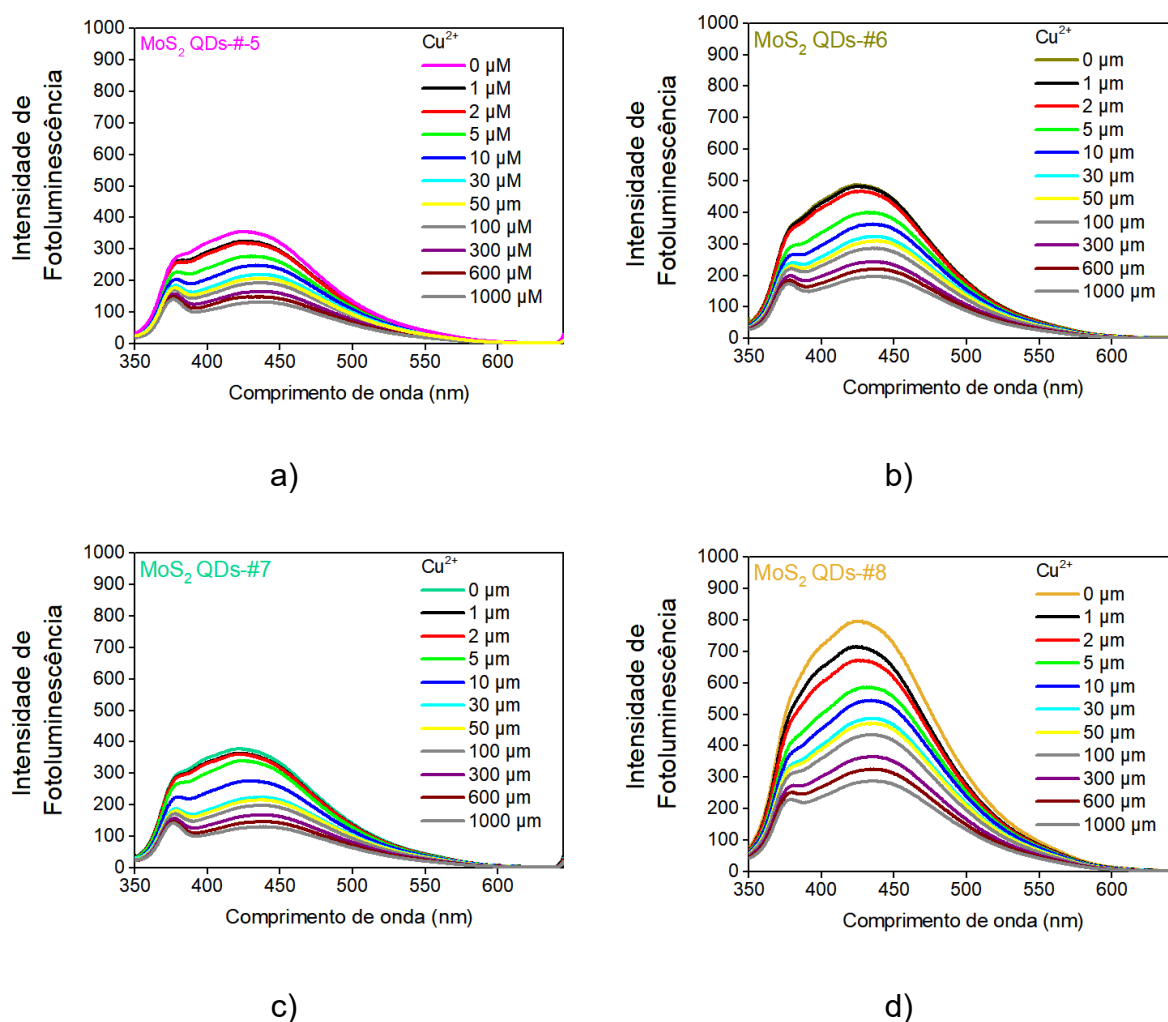 MoS2 QDs-#-5
Cu2+
0 µM
1 µM
2 µM
5 µM
10 µM
30 µM
50 µm
100 µM
300 µM
600 µM
1000 µM
1000
900
800
700
600
500
400
300
200
100
0
350 400 450 500 550 600
Intensidade de
Fotoluminescência
Comprimento de onda (nm)
a)
MoS2 QDs-#6
Cu2+
0 µm
1 µm
2 µm
5 µm
10 µm
30 µm
50 µm
100 µm
300 µm
600 µm
1000 µm
1000
900
800
700
600
500
400
300
200
100
0
350 400 450 500 550 600
Intensidade de
Fotoluminescência
Comprimento de onda (nm)
b)
MoS2 QDs-#7
Cu2+
0 µm
1 µm
2 µm
5 µm
10 µm
30 µm
50 µm
100 µm
300 µm
600 µm
1000 µm
1000
900
800
700
600
500
400
300
200
100
0
350 400 450 500 550 600
Intensidade de
Fotoluminescência
Comprimento de onda (nm)
c)
MoS2 QDs-#8
Cu2+
0 µm
1 µm
2 µm
5 µm
10 µm
30 µm
50 µm
100 µm
300 µm
600 µm
1000 µm
1000
900
800
700
600
500
400
300
200
100
0
350 400 450 500 550 600
Intensidade de
Fotoluminescência
Comprimento de onda (nm)
d)